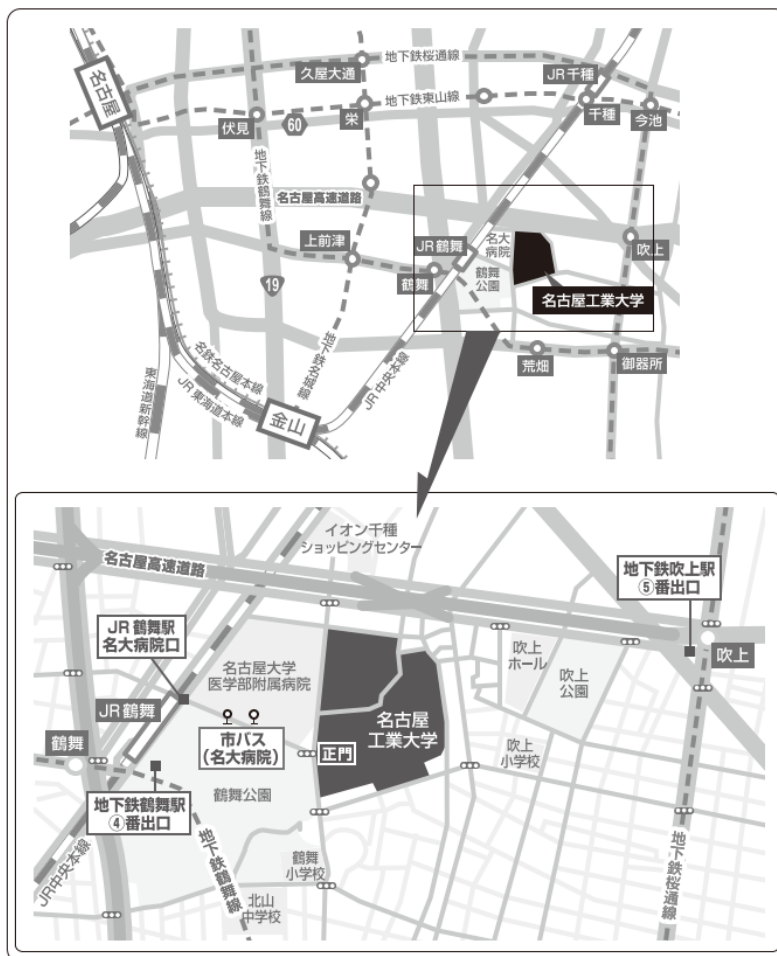 名古屋
久屋大通
地下鉄桜通線
JR千種
伏見
60
栄
地下鉄東山線
千種
今池
地下鉄鶴舞線
名古屋高速道路
上前津
JR鶴舞
名大
病院
吹上
19
鶴舞
鶴舞
公園
名古屋工業大学
地下鉄名城線
JR中央本線
荒畑
御器所
名鉄名古屋本線
JR東海道本線
東海道新幹線
金山
イオン千種
ショッピングセンター
名古屋高速道路
地下鉄吹上駅
⑤番出口
JR鶴舞駅
名大病院口
名古屋大学
医学部附属病院
吹上
ホール
吹上
公園
吹上
JR鶴舞
名古屋
工業大学
鶴舞
市バス
(名大病院)
正門
吹上
小学校
地下鉄鶴舞駅
④番出口
鶴舞公園
JR中央本線
地下鉄鶴舞線
鶴舞
小学校
北山
中学校
地下鉄桜通線